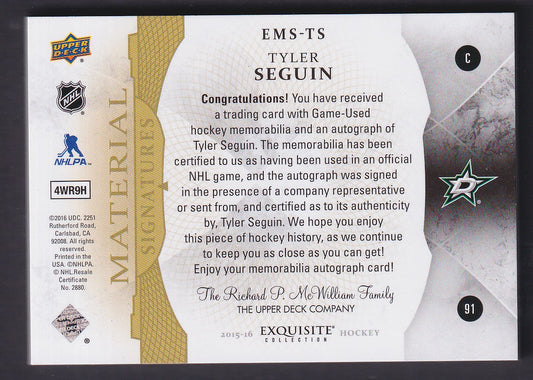 EMS-TS
TYLER
SEGUIN
C
UPPER
DECK
NHL
NHLPA
4WR9H
©2016 UDC. 2251
Rutherford Road,
Carlsbad, CA
92008. All rights
reserved.
Printed in the
USA. ©NHLPA.
© NHL.Resale
Certificate
No. 2880.
MATERIAL
SIGNATURES
Congratulations! You have received
a trading card with Game-Used
hockey memorabilia and an autograph of
Tyler Seguin. The memorabilia has been
certified to us as having been used in an official
NHL game, and the autograph was signed
in the presence of a company representative
or sent from, and certified as to its authenticity
by, Tyler Seguin. We hope you enjoy
this piece of hockey history, as we continue
to keep you as close as you can get!
Enjoy your memorabilia autograph card!
The Richard P. McWilliam Family
THE UPPER DECK COMPANY
2015-16 EXQUISITE® HOCKEY
COLLECTION
D
91